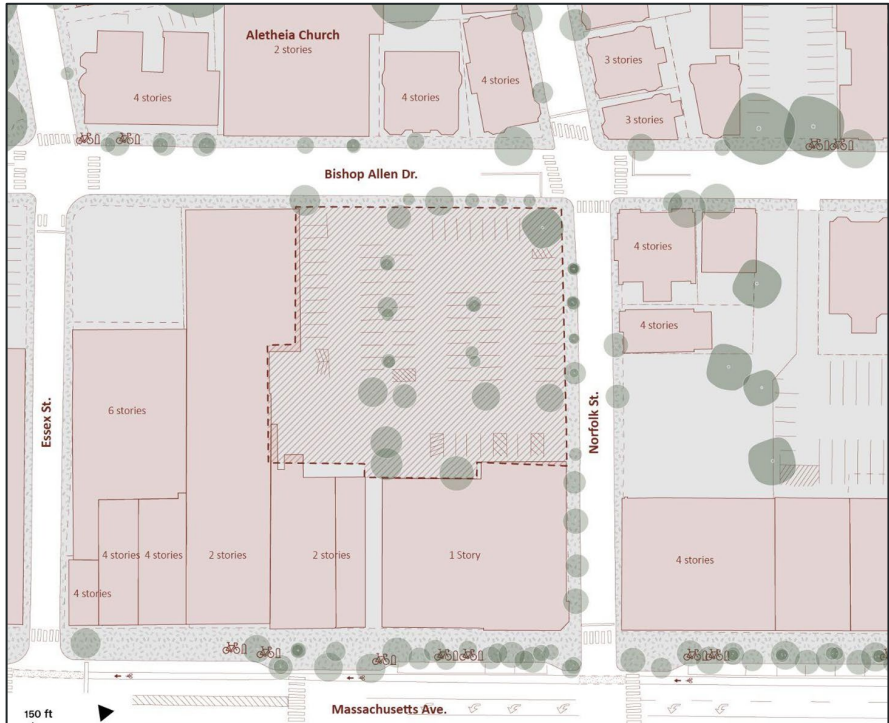 Aletheia Church
2 stories
4 stories
4 stories
4 stories
3 stories
3 stories
Bishop Allen Dr.
4 stories
4 stories
6 stories
Essex St.
Norfolk St.
4 stories
4 stories
2 stories
2 stories
1 Story
4 stories
4 stories
150 ft
Massachusetts Ave.